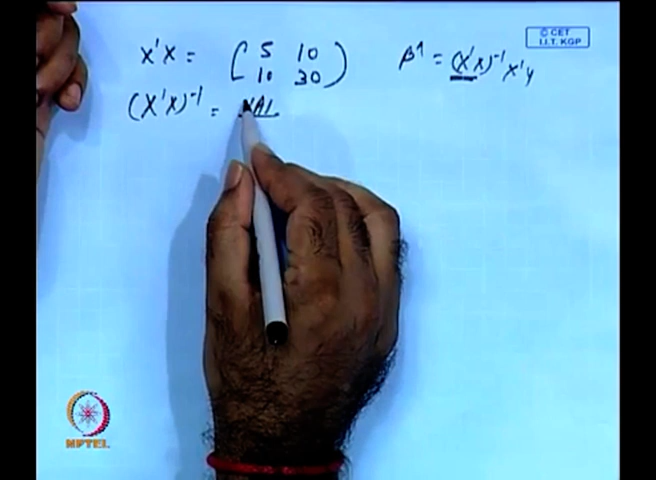 X'X = ( 5 10
10 30 )
β^ = (X'X)⁻¹ X'y
(X'X)⁻¹ =
© CET
I.I.T. KGP
NPTEL